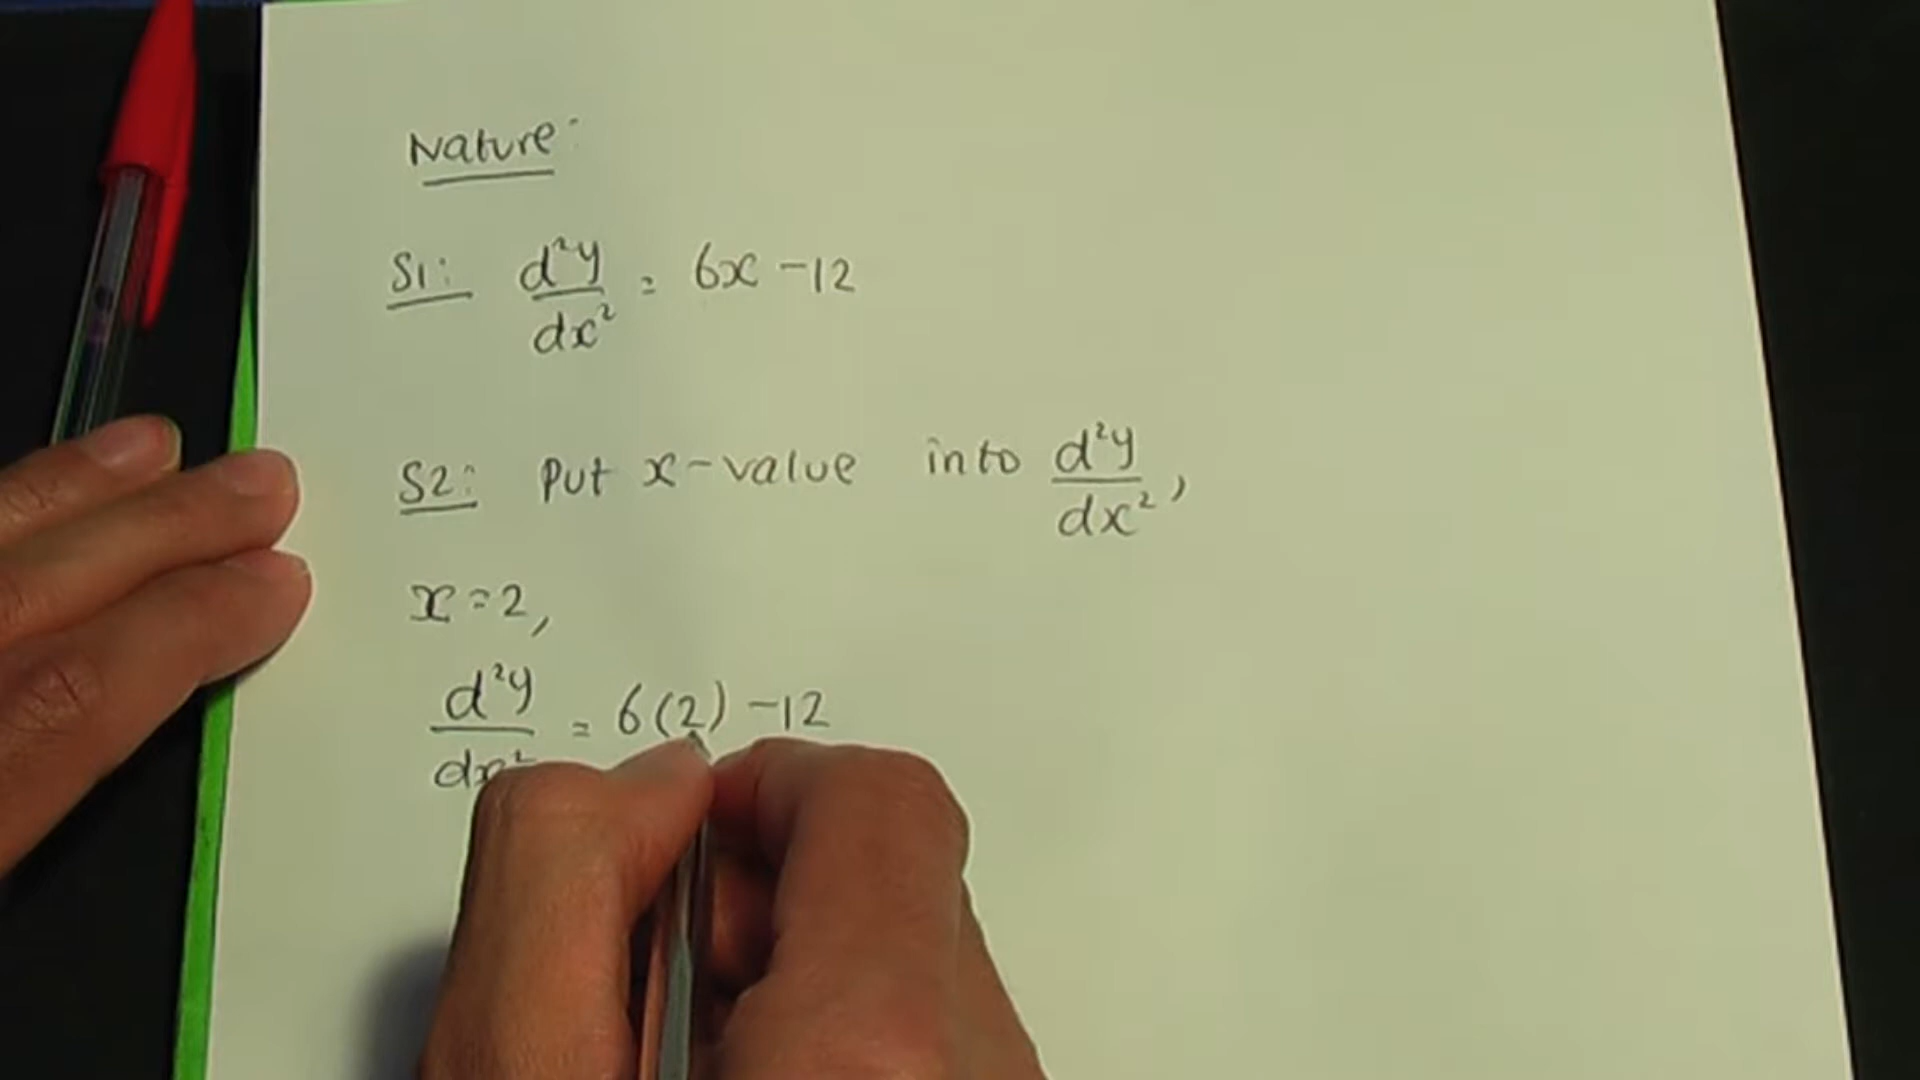 Nature:
S1: d²y/dx² = 6x - 12
S2: Put x-value into d²y/dx²,
x = 2,
d²y/dx² = 6(2) - 12